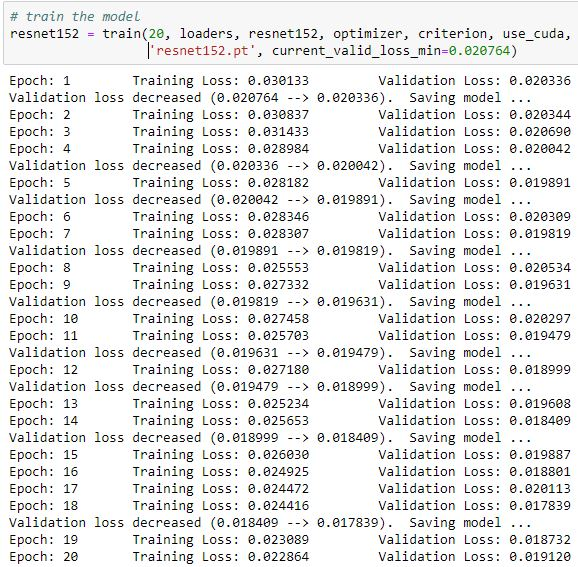 # train the model
resnet152 = train(20, loaders, resnet152, optimizer, criterion, use_cuda,
'resnet152.pt', current_valid_loss_min=0.020764)
Epoch: 1 Training Loss: 0.030133 Validation Loss: 0.020336
Validation loss decreased (0.020764 --> 0.020336). Saving model ...
Epoch: 2 Training Loss: 0.030837 Validation Loss: 0.020344
Epoch: 3 Training Loss: 0.031433 Validation Loss: 0.020690
Epoch: 4 Training Loss: 0.028984 Validation Loss: 0.020042
Validation loss decreased (0.020336 --> 0.020042). Saving model ...
Epoch: 5 Training Loss: 0.028182 Validation Loss: 0.019891
Validation loss decreased (0.020042 --> 0.019891). Saving model ...
Epoch: 6 Training Loss: 0.028346 Validation Loss: 0.020309
Epoch: 7 Training Loss: 0.028307 Validation Loss: 0.019819
Validation loss decreased (0.019891 --> 0.019819). Saving model ...
Epoch: 8 Training Loss: 0.025553 Validation Loss: 0.020534
Epoch: 9 Training Loss: 0.027332 Validation Loss: 0.019631
Validation loss decreased (0.019819 --> 0.019631). Saving model ...
Epoch: 10 Training Loss: 0.027458 Validation Loss: 0.020297
Epoch: 11 Training Loss: 0.025703 Validation Loss: 0.019479
Validation loss decreased (0.019631 --> 0.019479). Saving model ...
Epoch: 12 Training Loss: 0.027180 Validation Loss: 0.018999
Validation loss decreased (0.019479 --> 0.018999). Saving model ...
Epoch: 13 Training Loss: 0.025234 Validation Loss: 0.019608
Epoch: 14 Training Loss: 0.025653 Validation Loss: 0.018409
Validation loss decreased (0.018999 --> 0.018409). Saving model ...
Epoch: 15 Training Loss: 0.026030 Validation Loss: 0.019887
Epoch: 16 Training Loss: 0.024925 Validation Loss: 0.018801
Epoch: 17 Training Loss: 0.024472 Validation Loss: 0.020113
Epoch: 18 Training Loss: 0.024416 Validation Loss: 0.017839
Validation loss decreased (0.018409 --> 0.017839). Saving model ...
Epoch: 19 Training Loss: 0.023089 Validation Loss: 0.018732
Epoch: 20 Training Loss: 0.022864 Validation Loss: 0.019120